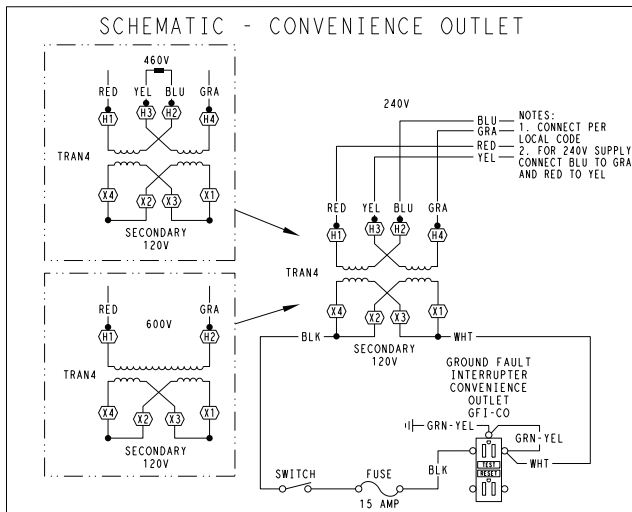 SCHEMATIC - CONVENIENCE OUTLET
460V
RED YEL BLU GRA
H1 H3 H2 H4
TRAN4
X4 X2 X3 X1
SECONDARY
120V
600V
RED GRA
H1 H2
TRAN4
X4 X2 X3 X1
SECONDARY
120V
240V
BLU
GRA
RED
YEL
NOTES:
1. CONNECT PER
LOCAL CODE
2. FOR 240V SUPPLY
CONNECT BLU TO GRA
AND RED TO YEL
RED YEL BLU GRA
H1 H3 H2 H4
TRAN4
X4 X2 X3 X1
BLK WHT
SECONDARY
120V
GROUND FAULT
INTERRUPTER
CONVENIENCE
OUTLET
GFI-CO
GRN-YEL
GRN-YEL
WHT
BLK
TEST
RESET
SWITCH
FUSE
15 AMP